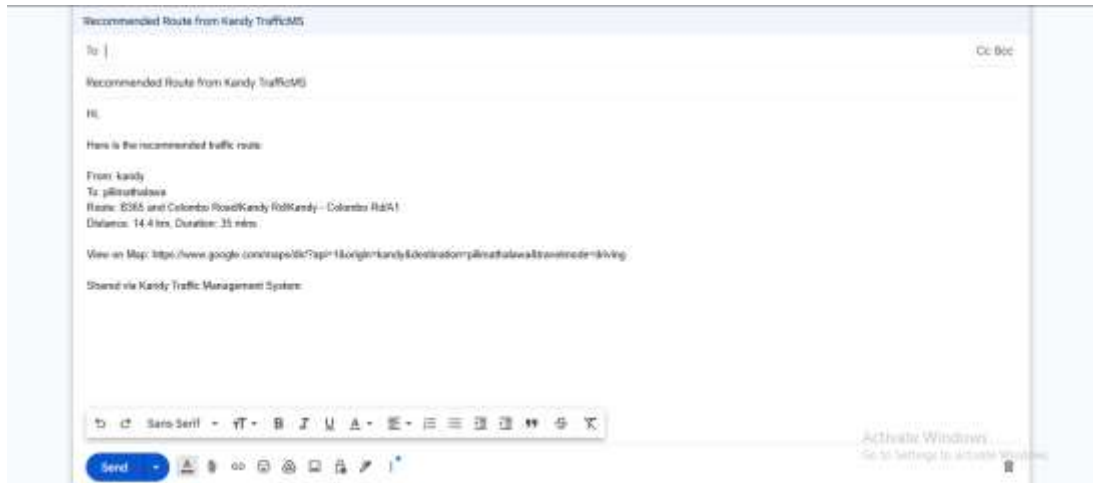 Recommended Route from Kandy TrafficMS
To
Cc Bcc
Recommended Route from Kandy TrafficMS
Hi,
Here is the recommended traffic route
From: kandy
To: pilimathalawa
Route: B365 and Colombo Road/Kandy Rd/Kandy - Colombo Rd/A1
Distance: 14.4 km, Duration: 35 mins
View on Map: https://www.google.com/maps/dir/?api=1&origin=kandy&destination=pilimathalawa&travelmode=driving
Shared via Kandy Traffic Management System
Sans Serif
Activate Windows
Go to Settings to activate Windows.
Send